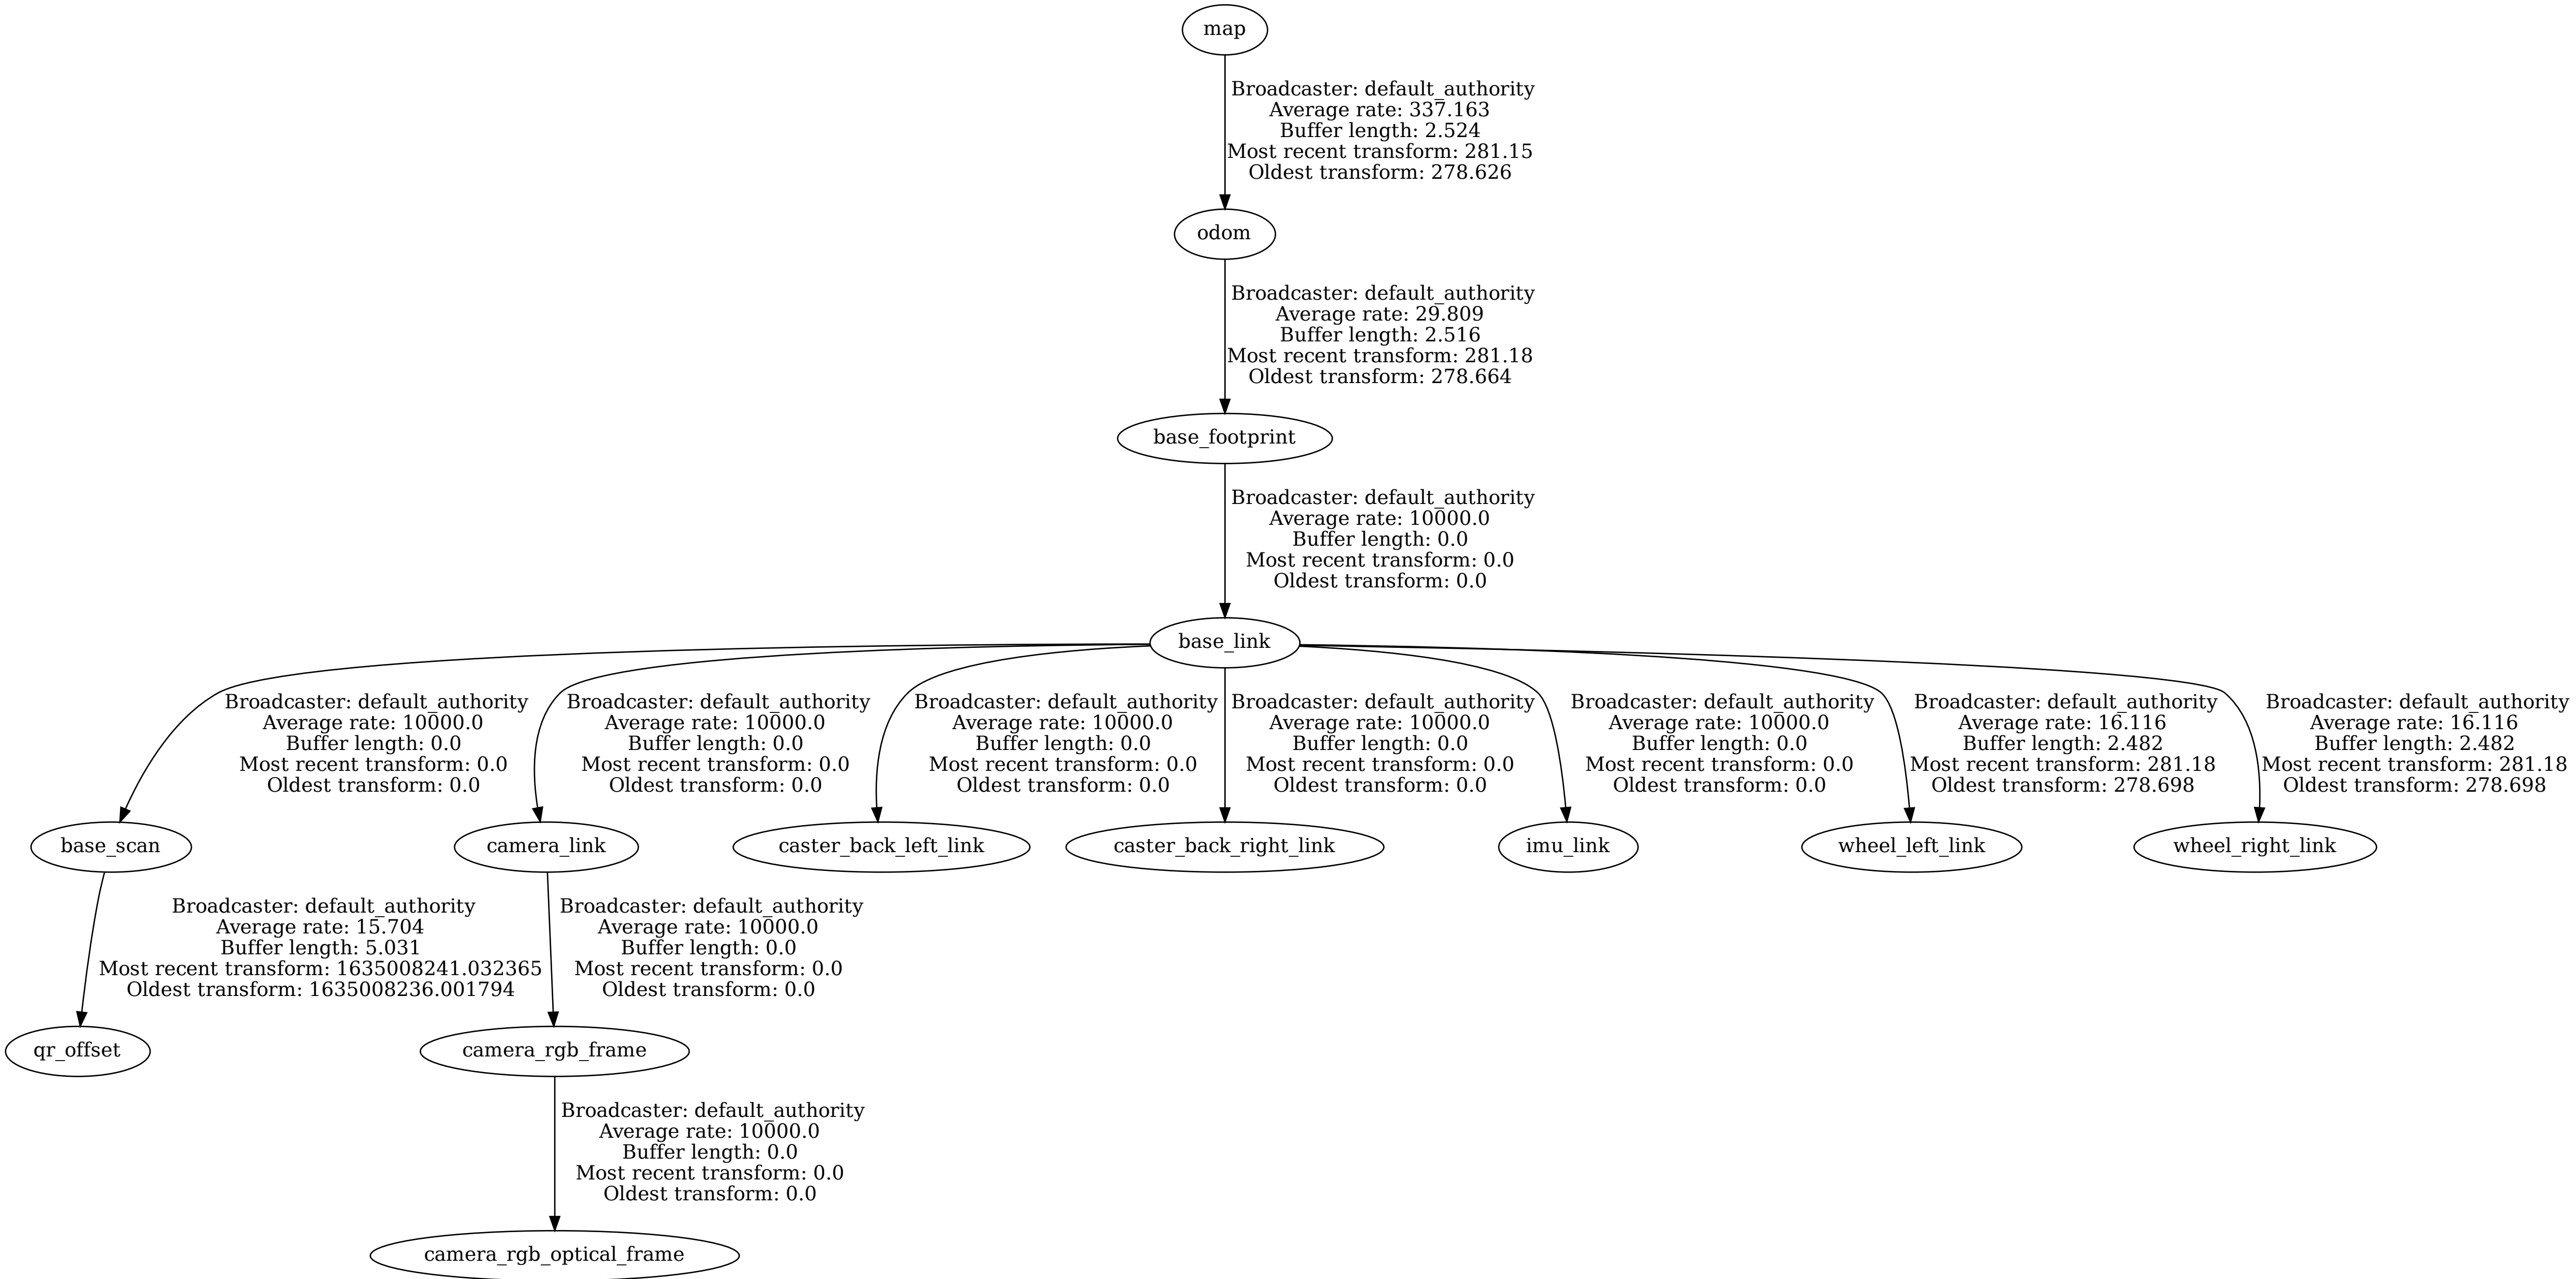 map
Broadcaster: default_authority
Average rate: 337.163
Buffer length: 2.524
Most recent transform: 281.15
Oldest transform: 278.626
odom
Broadcaster: default_authority
Average rate: 29.809
Buffer length: 2.516
Most recent transform: 281.18
Oldest transform: 278.664
base_footprint
Broadcaster: default_authority
Average rate: 10000.0
Buffer length: 0.0
Most recent transform: 0.0
Oldest transform: 0.0
base_link
Broadcaster: default_authority
Average rate: 10000.0
Buffer length: 0.0
Most recent transform: 0.0
Oldest transform: 0.0
Broadcaster: default_authority
Average rate: 10000.0
Buffer length: 0.0
Most recent transform: 0.0
Oldest transform: 0.0
Broadcaster: default_authority
Average rate: 10000.0
Buffer length: 0.0
Most recent transform: 0.0
Oldest transform: 0.0
Broadcaster: default_authority
Average rate: 10000.0
Buffer length: 0.0
Most recent transform: 0.0
Oldest transform: 0.0
Broadcaster: default_authority
Average rate: 10000.0
Buffer length: 0.0
Most recent transform: 0.0
Oldest transform: 0.0
Broadcaster: default_authority
Average rate: 16.116
Buffer length: 2.482
Most recent transform: 281.18
Oldest transform: 278.698
Broadcaster: default_authority
Average rate: 16.116
Buffer length: 2.482
Most recent transform: 281.18
Oldest transform: 278.698
base_scan
camera_link
caster_back_left_link
caster_back_right_link
imu_link
wheel_left_link
wheel_right_link
Broadcaster: default_authority
Average rate: 15.704
Buffer length: 5.031
Most recent transform: 1635008241.032365
Oldest transform: 1635008236.001794
Broadcaster: default_authority
Average rate: 10000.0
Buffer length: 0.0
Most recent transform: 0.0
Oldest transform: 0.0
qr_offset
camera_rgb_frame
Broadcaster: default_authority
Average rate: 10000.0
Buffer length: 0.0
Most recent transform: 0.0
Oldest transform: 0.0
camera_rgb_optical_frame